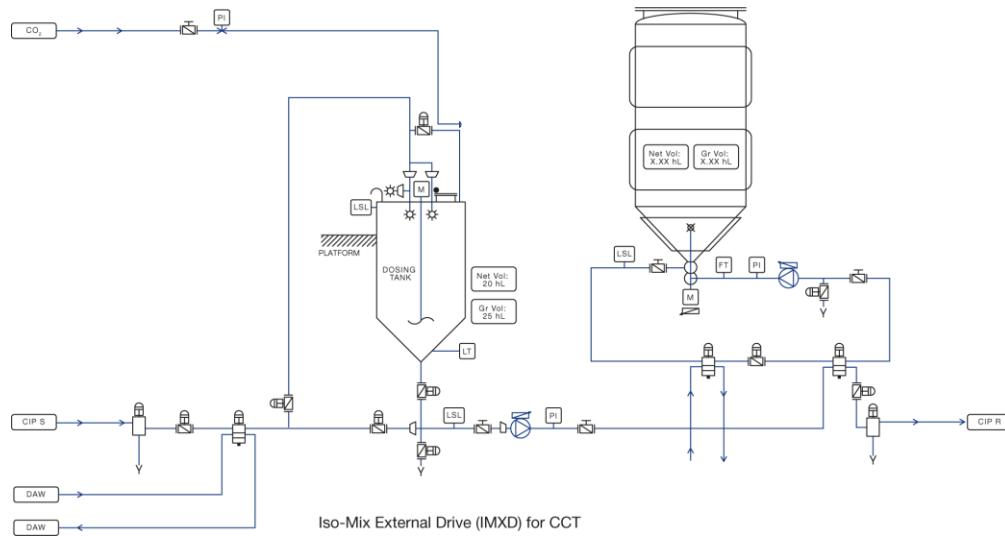 CO2
PI
M
LSL
PLATFORM
DOSING
TANK
Net Vol:
20 hL
Gr Vol:
25 hL
LT
Net Vol:
X.XX hL
Gr Vol:
X.XX hL
LSL
FT
PI
M
CIP S
LSL
PI
CIP R
DAW
DAW
Iso-Mix External Drive (IMXD) for CCT